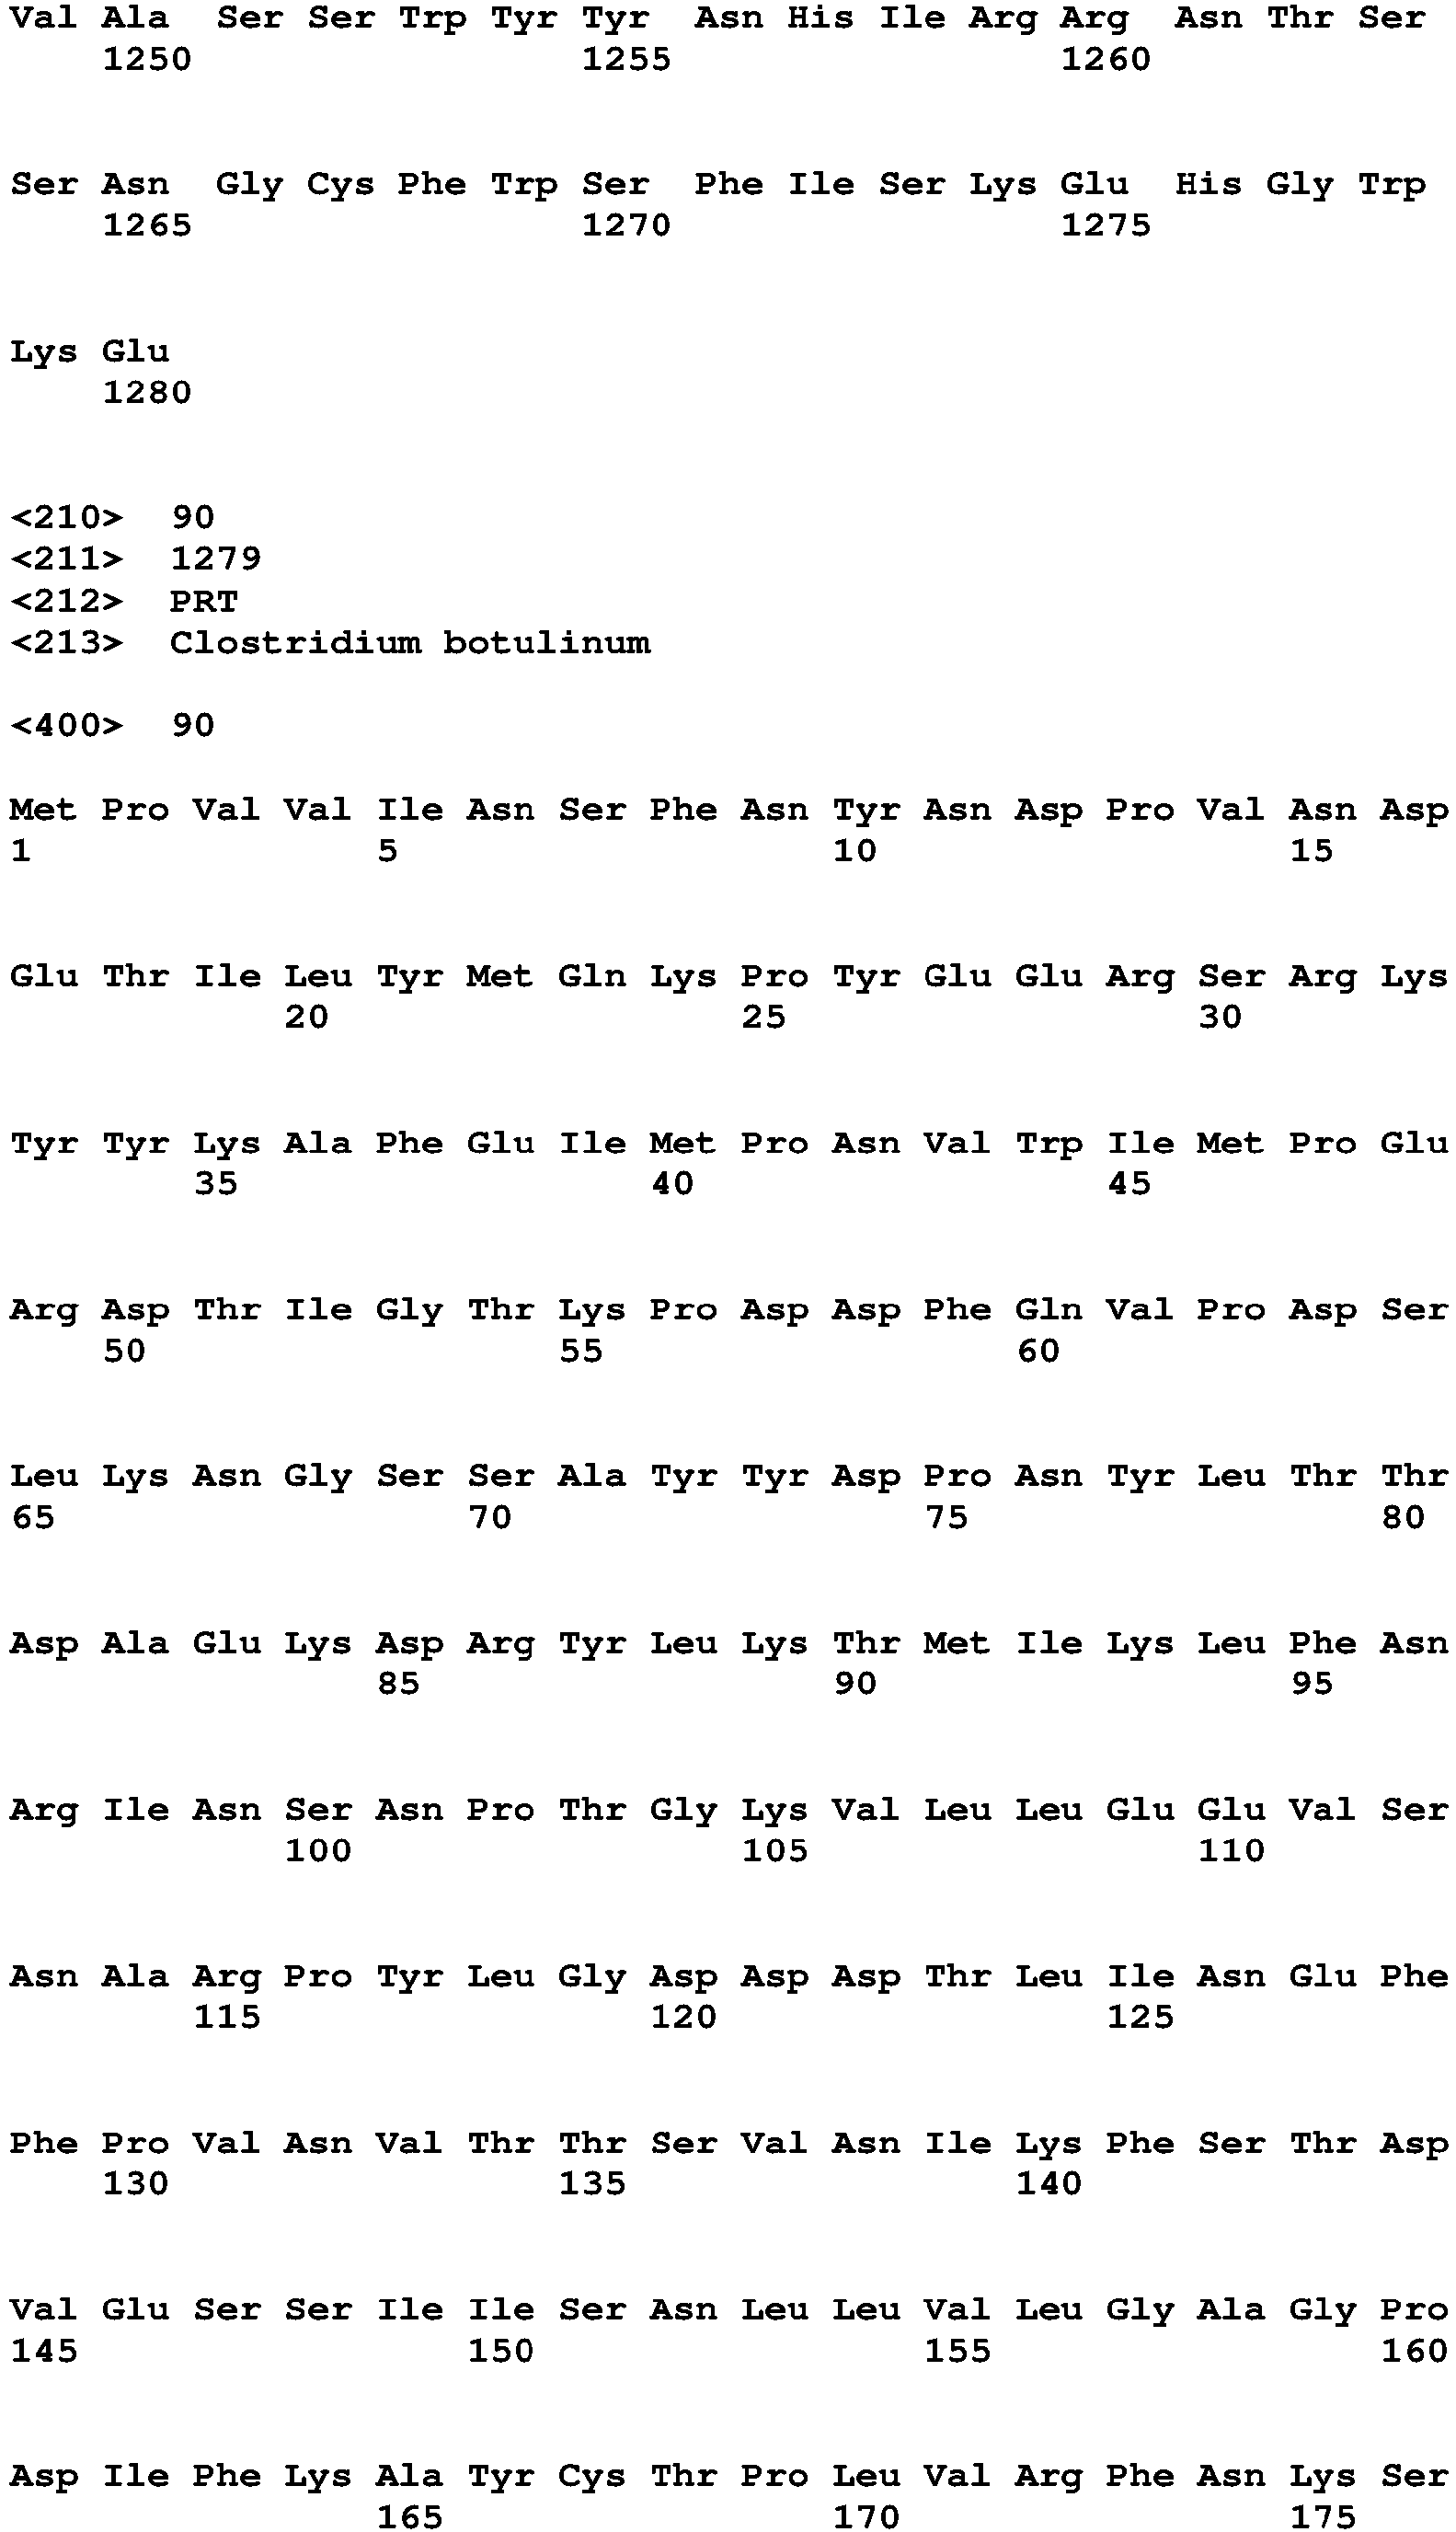 Val Ala Ser Ser Trp Tyr Tyr Asn His Ile Arg Arg Asn Thr Ser
1250 1255 1260
Ser Asn Gly Cys Phe Trp Ser Phe Ile Ser Lys Glu His Gly Trp
1265 1270 1275
Lys Glu
1280
<210> 90
<211> 1279
<212> PRT
<213> Clostridium botulinum
<400> 90
Met Pro Val Val Ile Asn Ser Phe Asn Tyr Asn Asp Pro Val Asn Asp
1 5 10 15
Glu Thr Ile Leu Tyr Met Gln Lys Pro Tyr Glu Glu Arg Ser Arg Lys
20 25 30
Tyr Tyr Lys Ala Phe Glu Ile Met Pro Asn Val Trp Ile Met Pro Glu
35 40 45
Arg Asp Thr Ile Gly Thr Lys Pro Asp Asp Phe Gln Val Pro Asp Ser
50 55 60
Leu Lys Asn Gly Ser Ser Ala Tyr Tyr Asp Pro Asn Tyr Leu Thr Thr
65 70 75 80
Asp Ala Glu Lys Asp Arg Tyr Leu Lys Thr Met Ile Lys Leu Phe Asn
85 90 95
Arg Ile Asn Ser Asn Pro Thr Gly Lys Val Leu Leu Glu Glu Val Ser
100 105 110
Asn Ala Arg Pro Tyr Leu Gly Asp Asp Asp Thr Leu Ile Asn Glu Phe
115 120 125
Phe Pro Val Asn Val Thr Thr Ser Val Asn Ile Lys Phe Ser Thr Asp
130 135 140
Val Glu Ser Ser Ile Ile Ser Asn Leu Leu Val Leu Gly Ala Gly Pro
145 150 155 160
Asp Ile Phe Lys Ala Tyr Cys Thr Pro Leu Val Arg Phe Asn Lys Ser
165 170 175